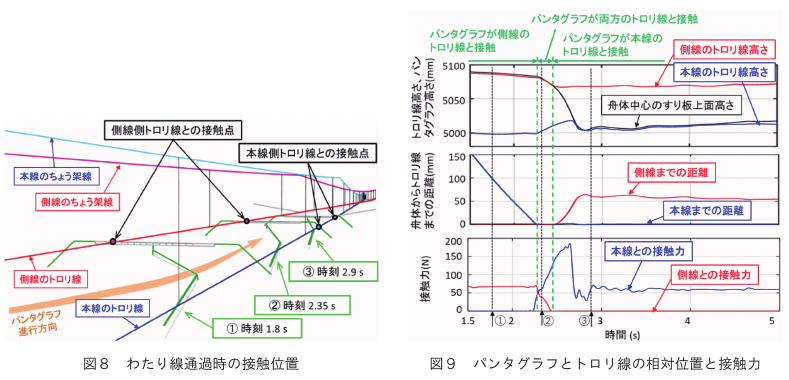 側線側トロリ線との接触点
本線側トロリ線との接触点
本線のちょう架線
側線のちょう架線
側線のトロリ線
本線のトロリ線
パンタグラフ
進行方向
③ 時刻 2.9 s
② 時刻 2.35 s
① 時刻 1.8 s
図８　わたり線通過時の接触位置
パンタグラフが両方のトロリ線と接触
パンタグラフが側線の
トロリ線と接触
パンタグラフが本線の
トロリ線と接触
トロリ線高さ、パン
タグラフ高さ(mm)
5100
5050
5000
側線のトロリ線高さ
本線のトロリ線高さ
舟体中心のすり板上面高さ
舟体からトロリ線
までの距離(mm)
150
100
50
0
側線までの距離
本線までの距離
接触力(N)
200
150
100
50
0
本線との接触力
側線との接触力
1.5
①
2
②
③
3
4
5
時間 (s)
図９　パンタグラフとトロリ線の相対位置と接触力